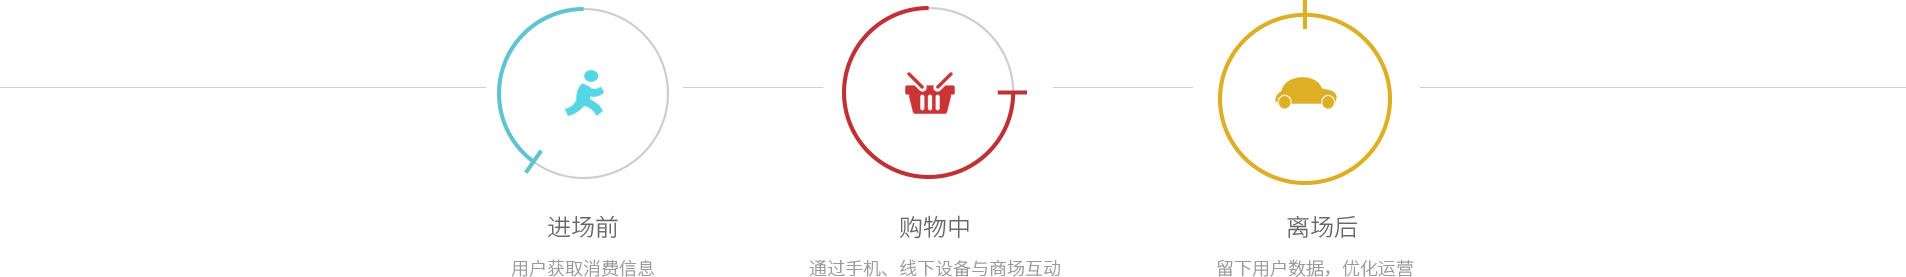 进场前
购物中
离场后
用户获取消费信息
通过手机、线下设备与商场互动
留下用户数据，优化运营